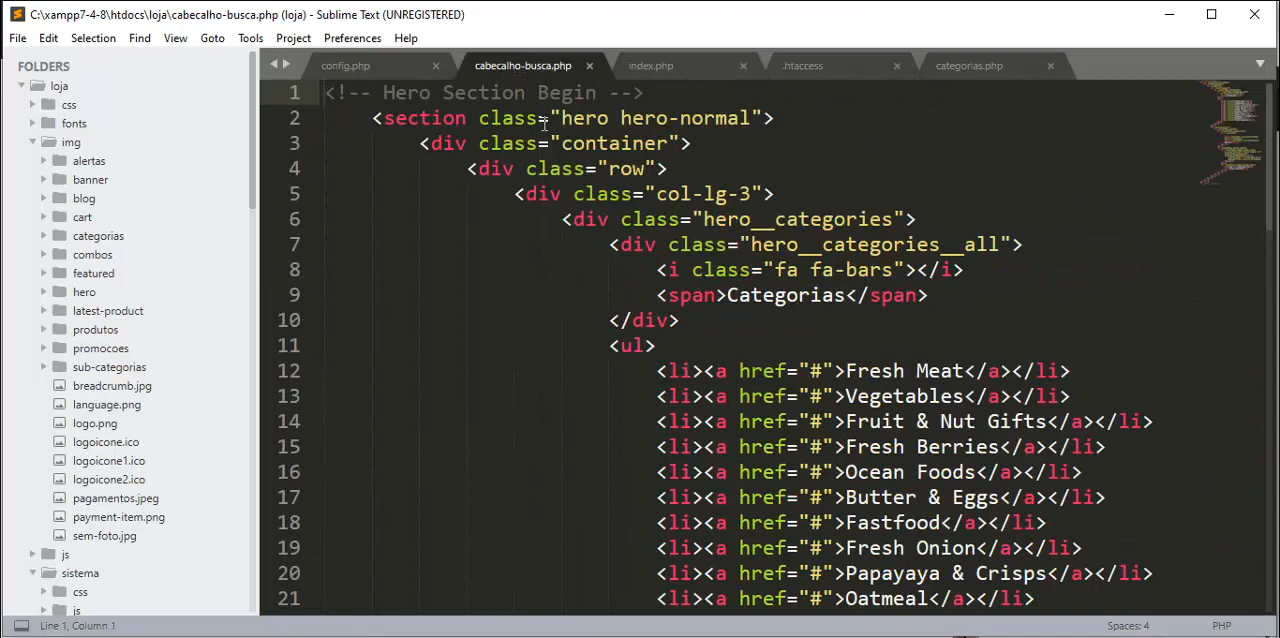 C:\xampp7-4-8\htdocs\loja\cabecalho-busca.php (loja) - Sublime Text (UNREGISTERED)
File Edit Selection Find View Goto Tools Project Preferences Help
FOLDERS
loja
css
fonts
img
alertas
banner
blog
cart
categorias
combos
featured
hero
latest-product
produtos
promocoes
sub-categorias
breadcrumb.jpg
language.png
logo.png
logoicone.ico
logoicone1.ico
logoicone2.ico
pagamentos.jpeg
payment-item.png
sem-foto.jpg
js
sistema
css
js
config.php cabecalho-busca.php index.php .htaccess categorias.php
1 <!-- Hero Section Begin -->
2 <section class="hero hero-normal">
3 <div class="container">
4 <div class="row">
5 <div class="col-lg-3">
6 <div class="hero__categories">
7 <div class="hero__categories__all">
8 <i class="fa fa-bars"></i>
9 <span>Categorias</span>
10 </div>
11 <ul>
12 <li><a href="#">Fresh Meat</a></li>
13 <li><a href="#">Vegetables</a></li>
14 <li><a href="#">Fruit & Nut Gifts</a></li>
15 <li><a href="#">Fresh Berries</a></li>
16 <li><a href="#">Ocean Foods</a></li>
17 <li><a href="#">Butter & Eggs</a></li>
18 <li><a href="#">Fastfood</a></li>
19 <li><a href="#">Fresh Onion</a></li>
20 <li><a href="#">Papayaya & Crisps</a></li>
21 <li><a href="#">Oatmeal</a></li>
Line 1, Column 1 Spaces: 4 PHP